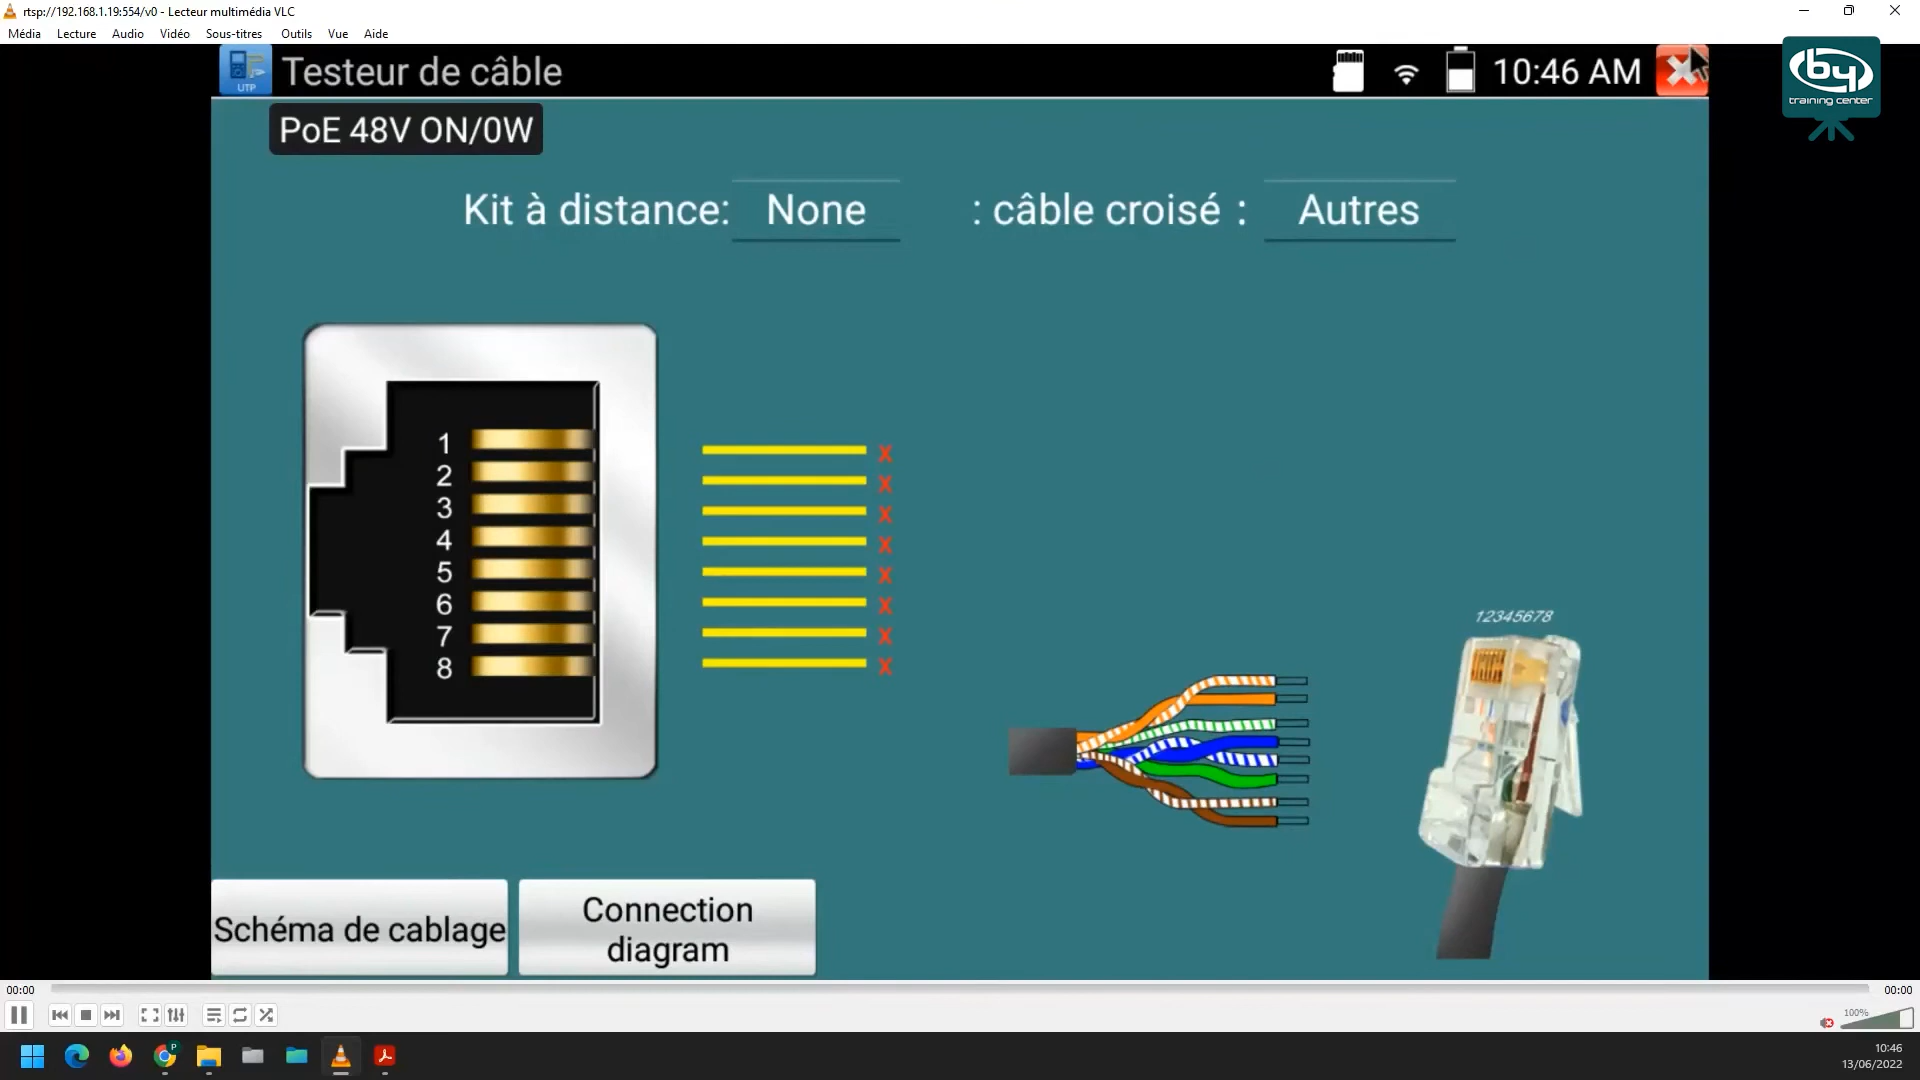 rtsp://192.168.1.19:554/v0 - Lecteur multimédia VLC
Média Lecture Audio Vidéo Sous-titres Outils Vue Aide
UTP
Testeur de câble
10:46 AM
by
training center
PoE 48V ON/0W
Kit à distance: None : câble croisé : Autres
1
2
3
4
5
6
7
8
X
X
X
X
X
X
X
X
12345678
Schéma de cablage
Connection
diagram
00:00
00:00
100%
P
10:46
13/06/2022